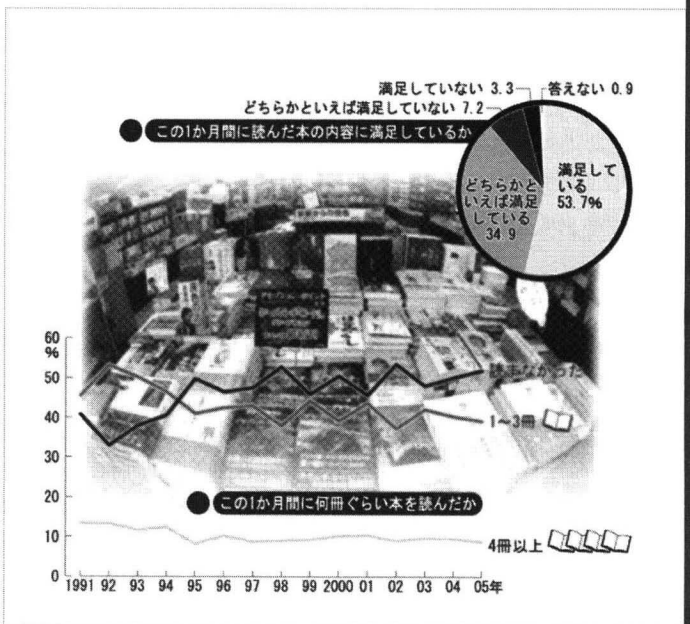 満足していない 3.3
答えない 0.9
どちらかといえば満足していない 7.2
この1か月間に読んだ本の内容に満足しているか
満足して
いる
53.7%
どちらかと
いえば満足
している
34.9
60
%
50
40
30
20
10
0
読まなかった
1~3冊
この1か月間に何冊ぐらい本を読んだか
4冊以上
1991 92 93 94 95 96 97 98 99 2000 01 02 03 04 05年